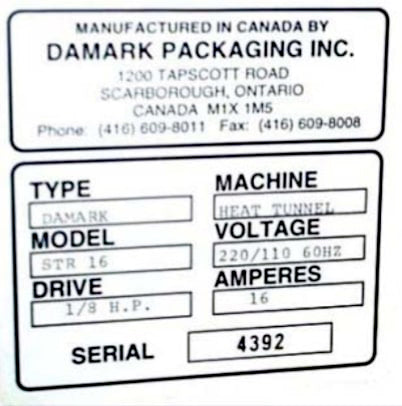 MANUFACTURED IN CANADA BY
DAMARK PACKAGING INC.
1200 TAPSCOTT ROAD
SCARBOROUGH, ONTARIO
CANADA M1X 1M5
Phone: (416) 609-8011 Fax: (416) 609-8008
TYPE MACHINE
DAMARK HEAT TUNNEL
MODEL VOLTAGE
STR 16 220/110 60HZ
DRIVE AMPERES
1/8 H.P. 16
SERIAL 4392